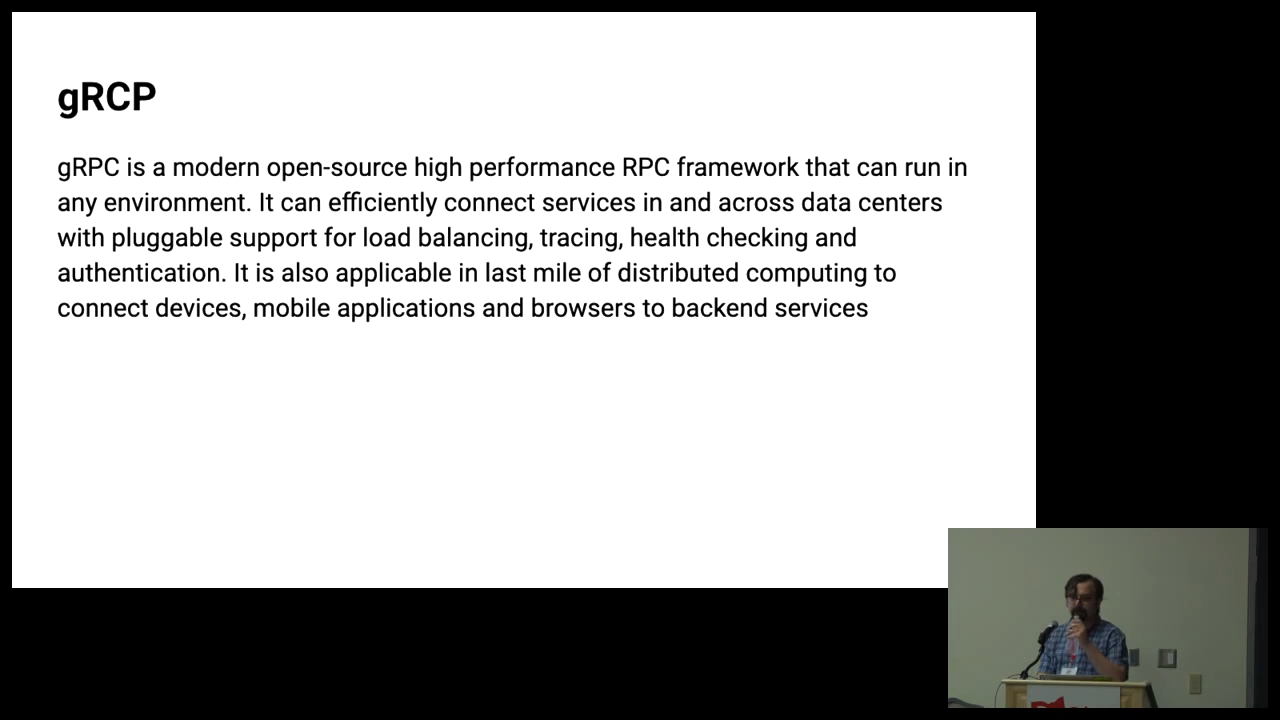 gRCP
gRPC is a modern open-source high performance RPC framework that can run in
any environment. It can efficiently connect services in and across data centers
with pluggable support for load balancing, tracing, health checking and
authentication. It is also applicable in last mile of distributed computing to
connect devices, mobile applications and browsers to backend services